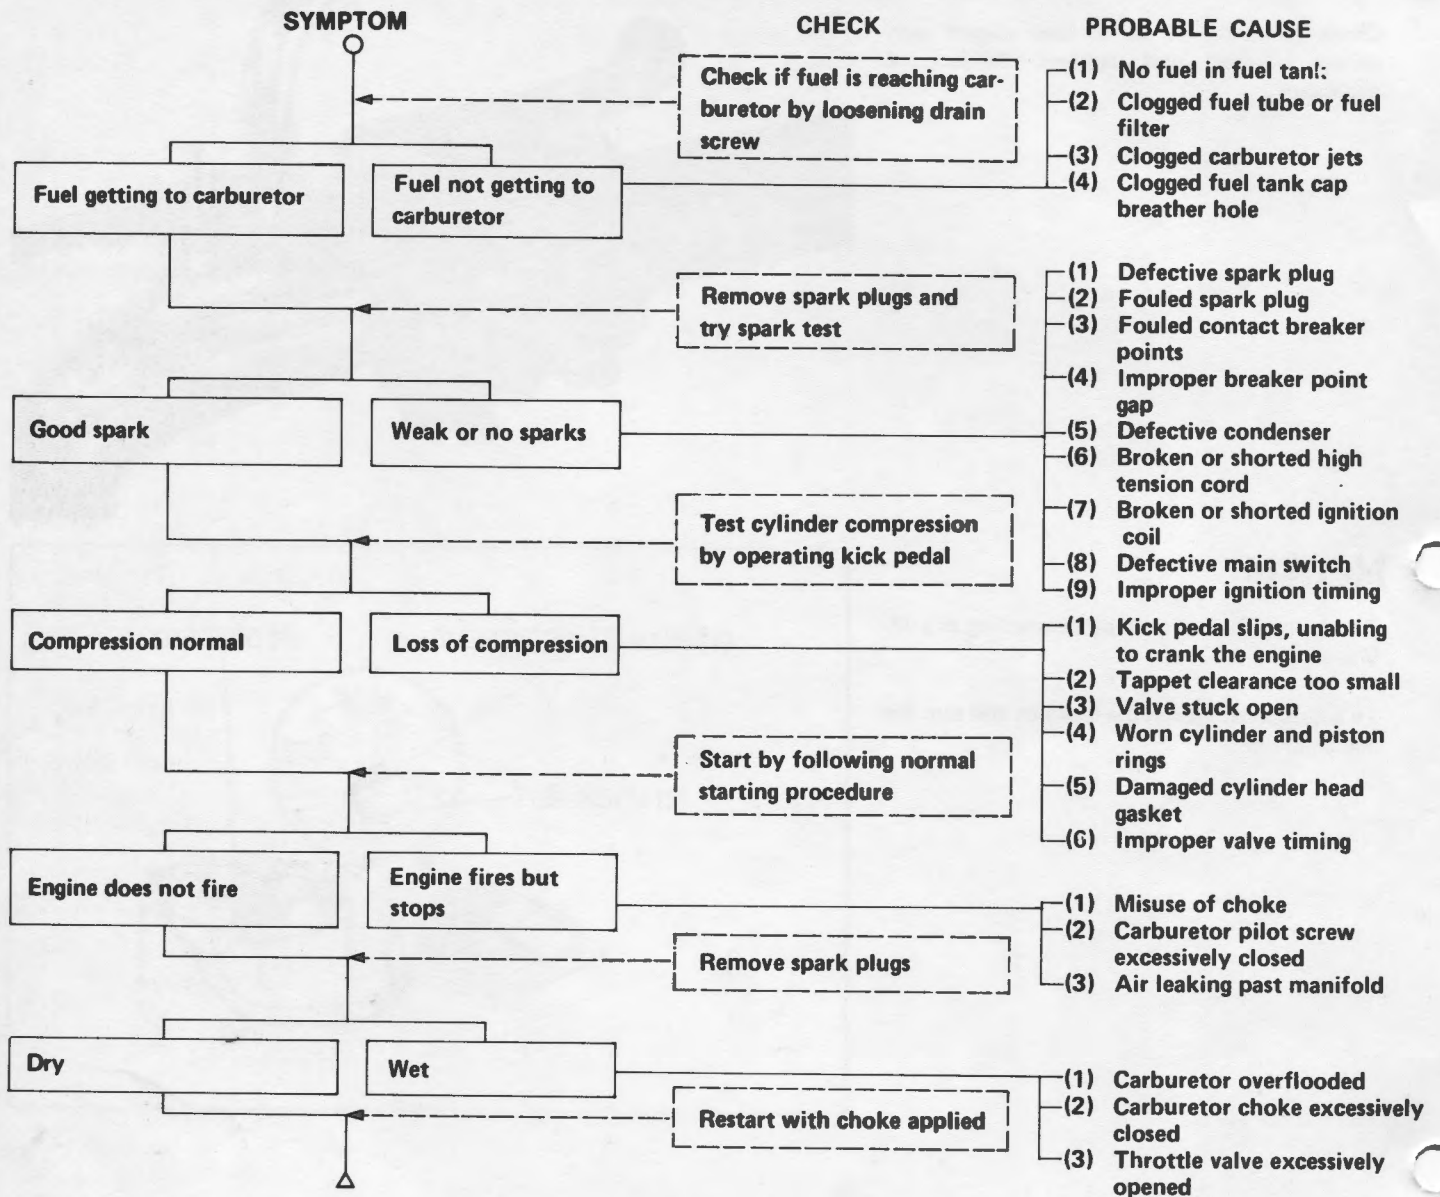 SYMPTOM
CHECK
PROBABLE CAUSE
Check if fuel is reaching car-
buretor by loosening drain
screw
Fuel getting to carburetor
Fuel not getting to
carburetor
(1) No fuel in fuel tank
(2) Clogged fuel tube or fuel
filter
(3) Clogged carburetor jets
(4) Clogged fuel tank cap
breather hole
Remove spark plugs and
try spark test
Good spark
Weak or no sparks
(1) Defective spark plug
(2) Fouled spark plug
(3) Fouled contact breaker
points
(4) Improper breaker point
gap
(5) Defective condenser
(6) Broken or shorted high
tension cord
(7) Broken or shorted ignition
coil
(8) Defective main switch
(9) Improper ignition timing
Test cylinder compression
by operating kick pedal
Compression normal
Loss of compression
(1) Kick pedal slips, unabling
to crank the engine
(2) Tappet clearance too small
(3) Valve stuck open
(4) Worn cylinder and piston
rings
(5) Damaged cylinder head
gasket
(6) Improper valve timing
Start by following normal
starting procedure
Engine does not fire
Engine fires but
stops
(1) Misuse of choke
(2) Carburetor pilot screw
excessively closed
(3) Air leaking past manifold
Remove spark plugs
Dry
Wet
(1) Carburetor overflooded
(2) Carburetor choke excessively
closed
(3) Throttle valve excessively
opened
Restart with choke applied